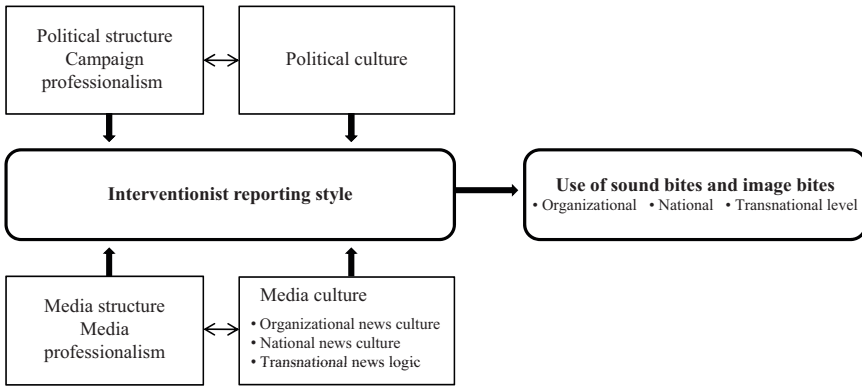 Political structure
Campaign
professionalism
Political culture
Interventionist reporting style
Use of sound bites and image bites
• Organizational • National • Transnational level
Media structure
Media
professionalism
Media culture
• Organizational news culture
• National news culture
• Transnational news logic